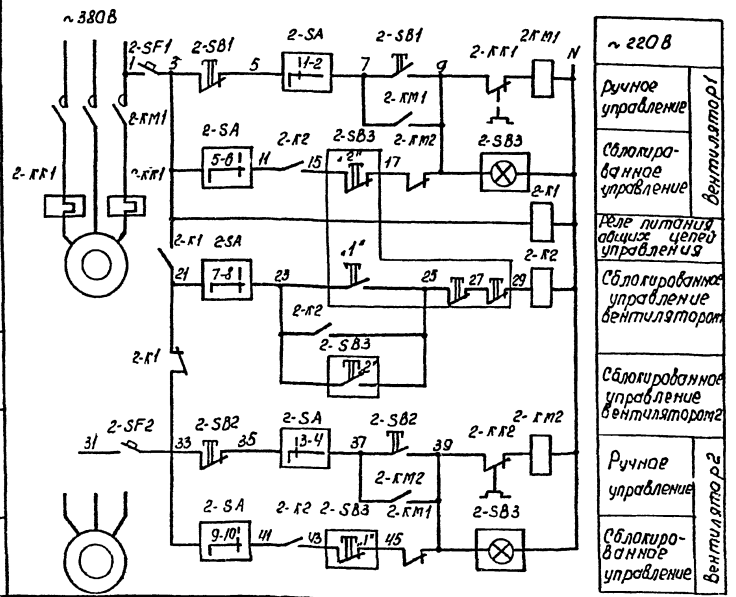 ~380В
2-SF1
1
3
2-SB1
5
2-SA
1-2
7
2-SB1
9
2-КК1
2КМ1
N
2-КМ1
2-КМ1
2-КК1
2-SA
5-6
11
2-К2
15
2-SB3
"2"
17
2-КМ2
2-SB3
2-К1
2-К1
21
2-SA
7-8
23
"1"
25
27
29
2-К2
2-К2
2-SB3
"2"
2-К1
31
2-SF2
33
2-SB2
35
2-SA
3-4
37
2-SB2
39
2-КК2
2-КМ2
2-КМ2
2-КМ1
2-SA
9-10
41
2-К2
43
2-SB3
"1"
45
2-SB3
~220В
Ручное
управление
Сблокиро-
ванное
управление
Вентилятор1
Реле питания
общих цепей
управления
Сблокированное
управление
вентилятором
Сблокированное
управление
вентилятором2
Ручное
управление
Сблокиро-
ванное
управление
Вентилятор2